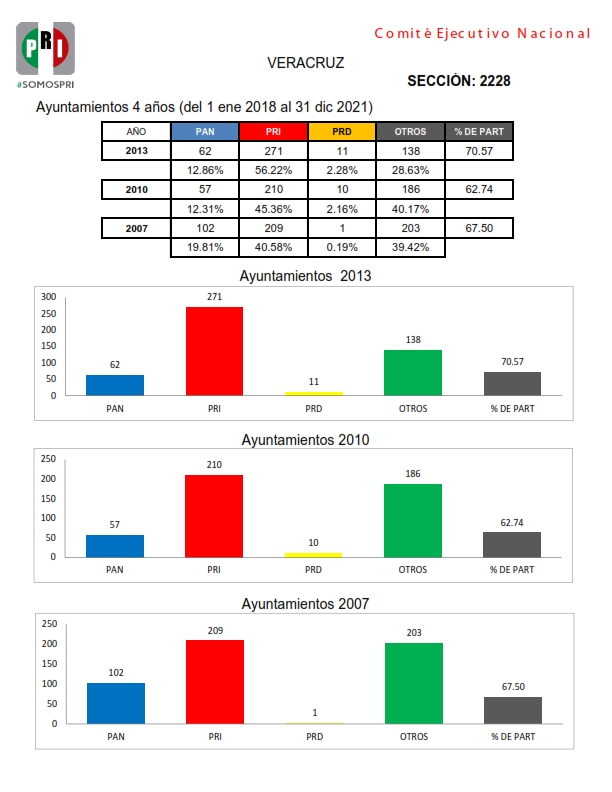 Comité Ejecutivo Nacional
PRI
#SOMOSPRI
VERACRUZ
SECCIÓN: 2228
Ayuntamientos 4 años (del 1 ene 2018 al 31 dic 2021)
AÑO PAN PRI PRD OTROS % DE PART
2013 62 271 11 138 70.57
12.86% 56.22% 2.28% 28.63%
2010 57 210 10 186 62.74
12.31% 45.36% 2.16% 40.17%
2007 102 209 1 203 67.50
19.81% 40.58% 0.19% 39.42%
Ayuntamientos 2013
300
250
200
150
100
50
0
62 271 11 138 70.57
PAN PRI PRD OTROS % DE PART
Ayuntamientos 2010
250
200
150
100
50
0
57 210 10 186 62.74
PAN PRI PRD OTROS % DE PART
Ayuntamientos 2007
250
200
150
100
50
0
102 209 1 203 67.50
PAN PRI PRD OTROS % DE PART